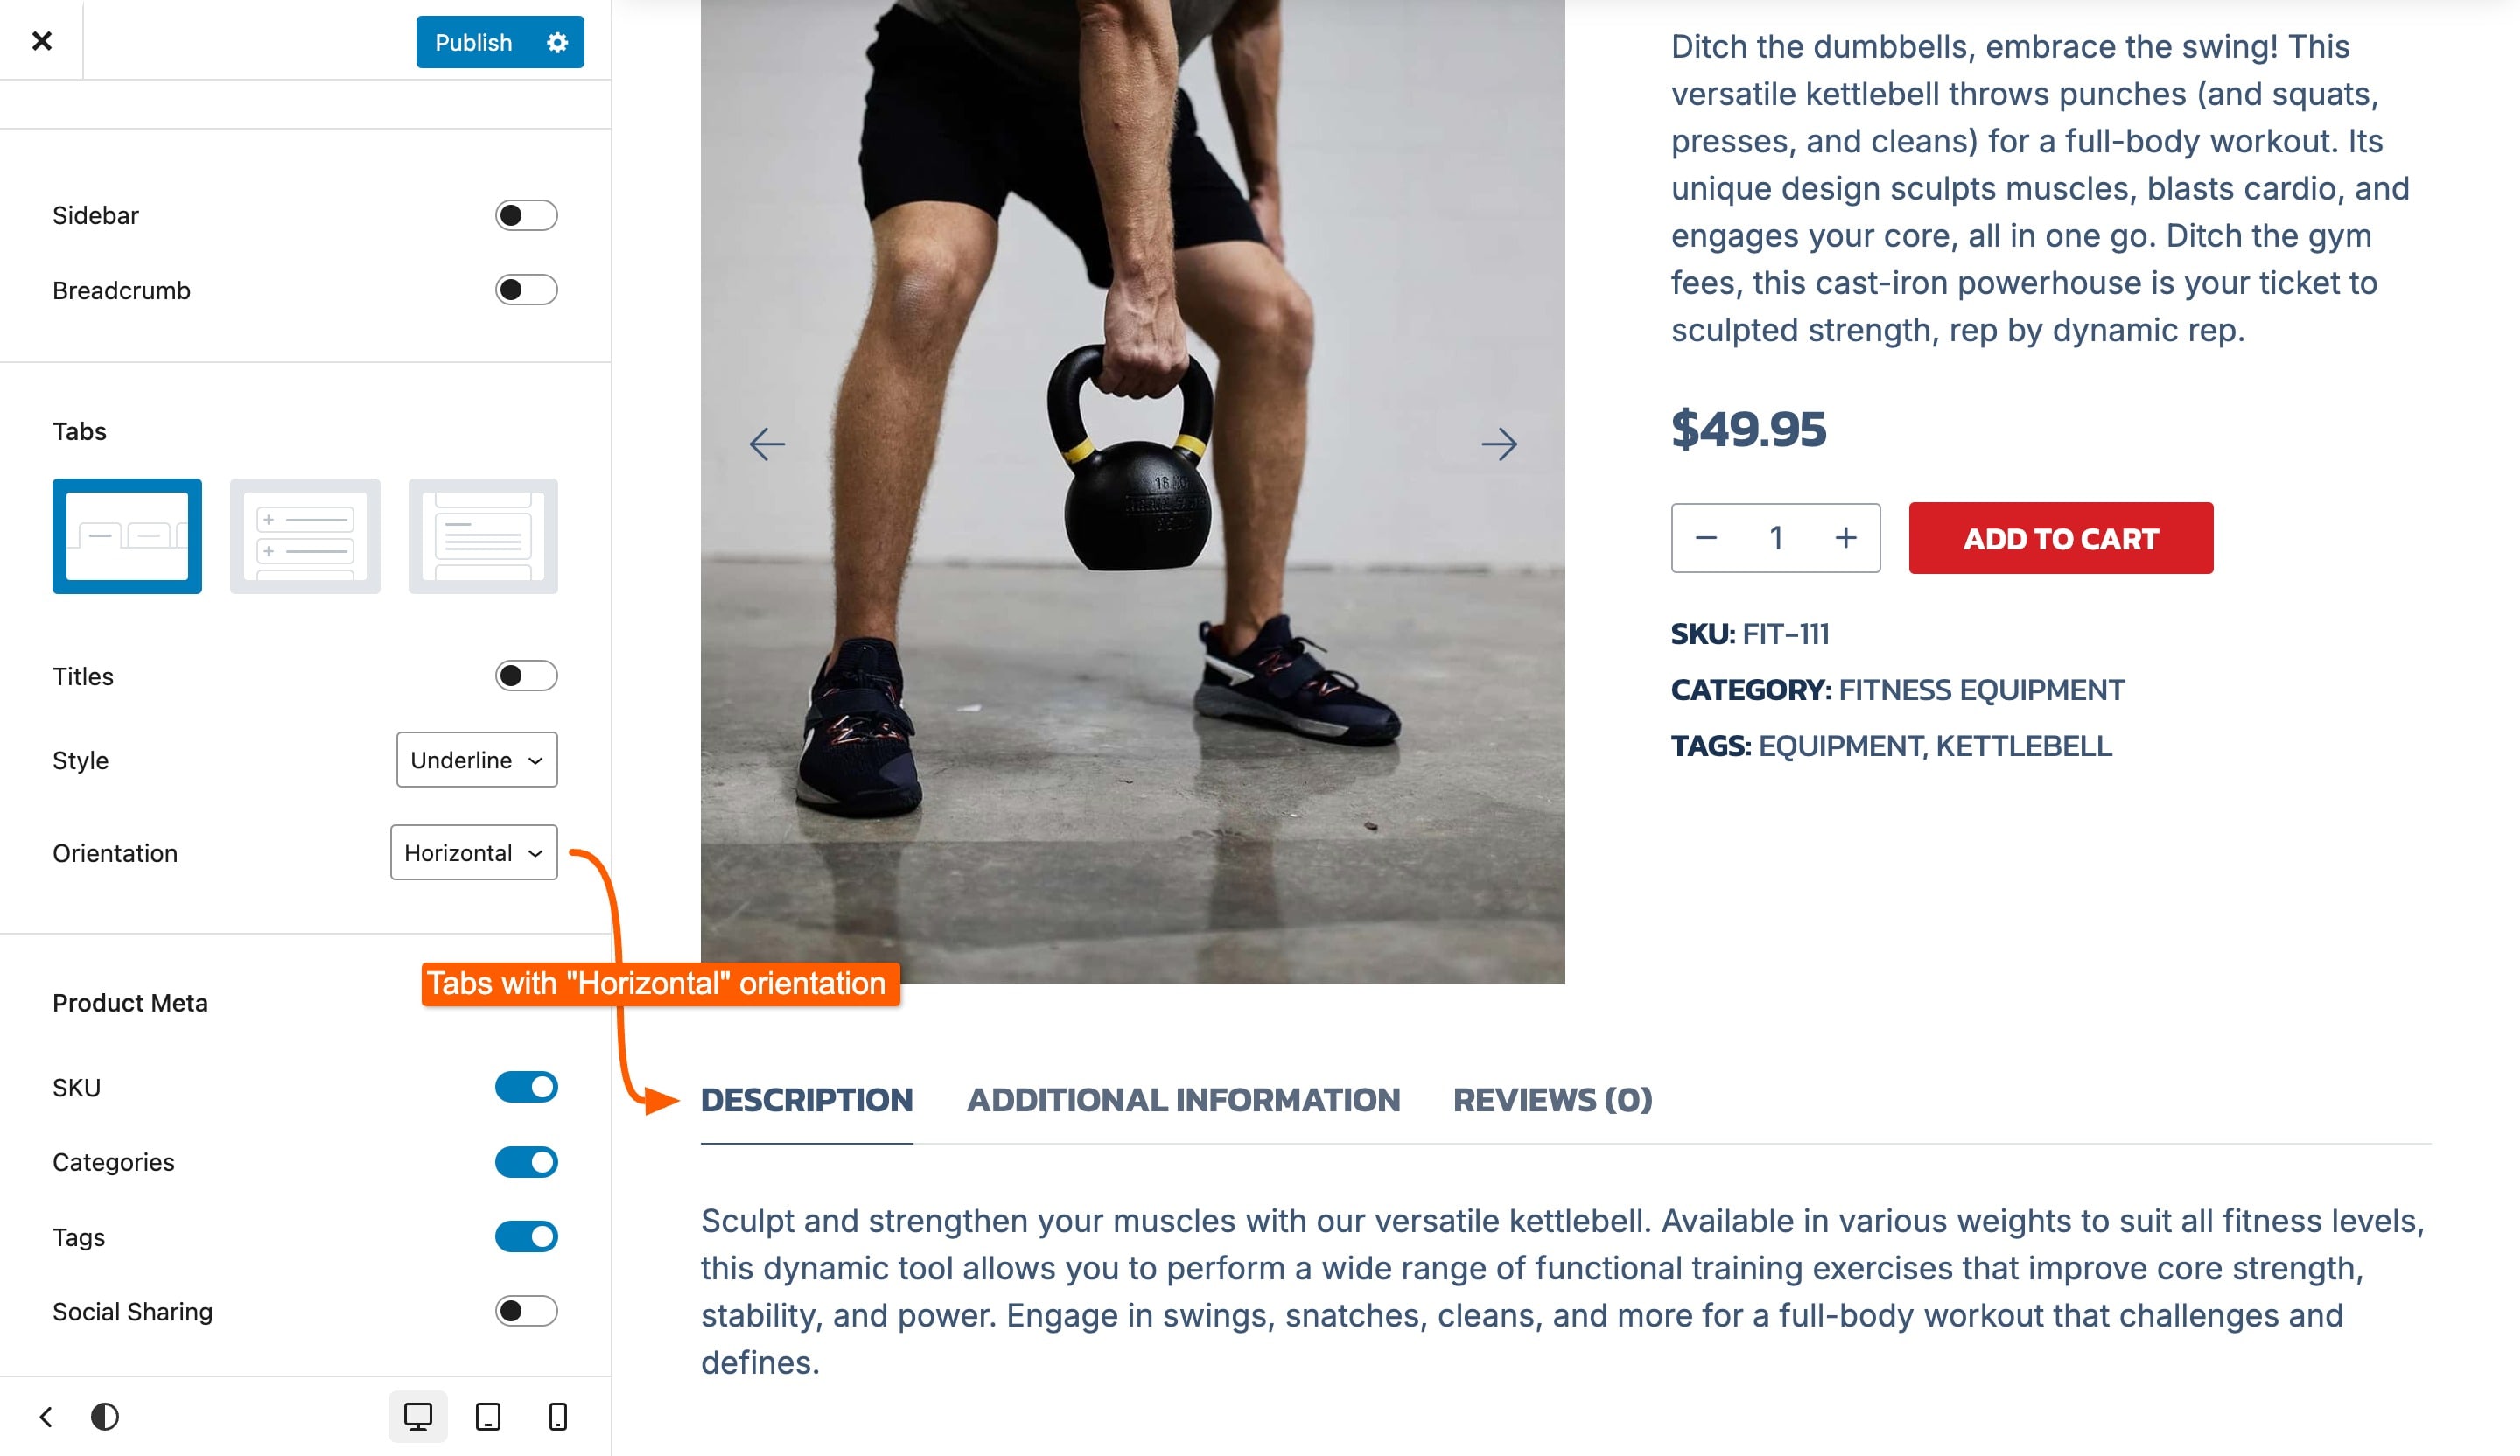 Publish
Sidebar
Breadcrumb
Tabs
Titles
Style
Underline
Orientation
Horizontal
Tabs with "Horizontal" orientation
Product Meta
SKU
Categories
Tags
Social Sharing
Ditch the dumbbells, embrace the swing! This
versatile kettlebell throws punches (and squats,
presses, and cleans) for a full-body workout. Its
unique design sculpts muscles, blasts cardio, and
engages your core, all in one go. Ditch the gym
fees, this cast-iron powerhouse is your ticket to
sculpted strength, rep by dynamic rep.
$49.95
− 1 +
ADD TO CART
SKU: FIT-111
CATEGORY: FITNESS EQUIPMENT
TAGS: EQUIPMENT, KETTLEBELL
DESCRIPTION ADDITIONAL INFORMATION REVIEWS (0)
Sculpt and strengthen your muscles with our versatile kettlebell. Available in various weights to suit all fitness levels,
this dynamic tool allows you to perform a wide range of functional training exercises that improve core strength,
stability, and power. Engage in swings, snatches, cleans, and more for a full-body workout that challenges and
defines.